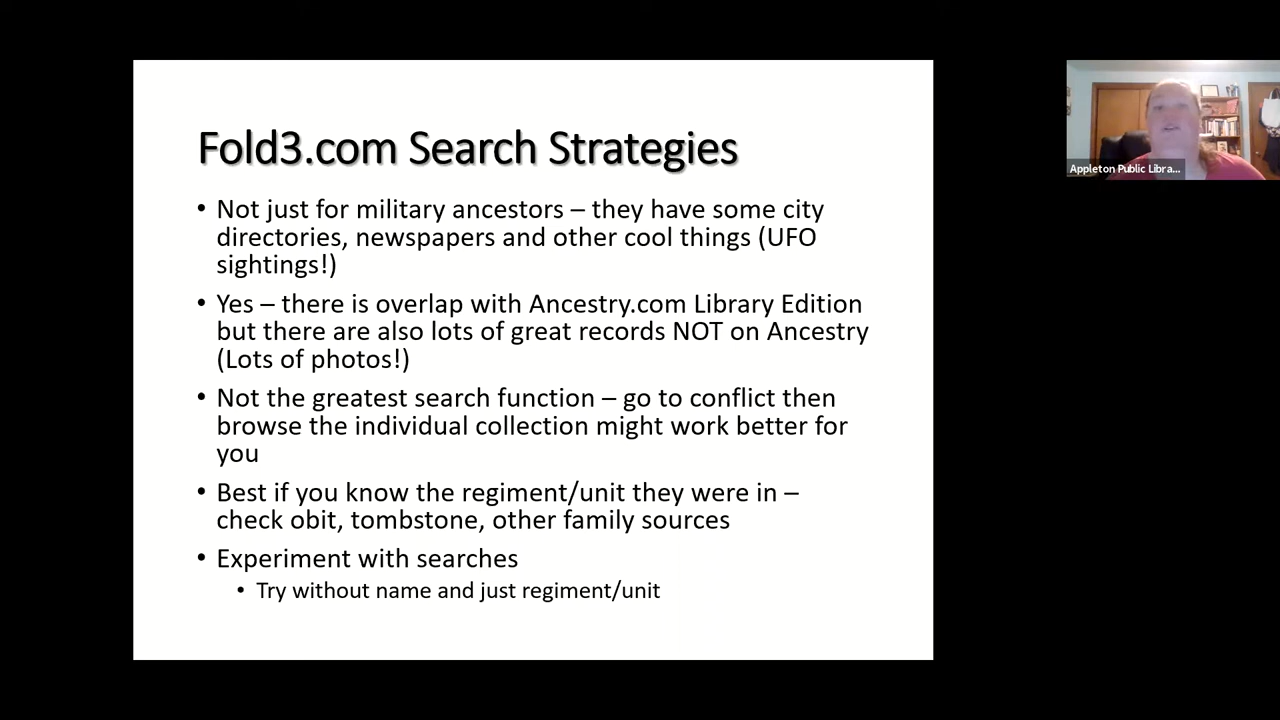 Fold3.com Search Strategies
• Not just for military ancestors – they have some city
directories, newspapers and other cool things (UFO
sightings!)
• Yes – there is overlap with Ancestry.com Library Edition
but there are also lots of great records NOT on Ancestry
(Lots of photos!)
• Not the greatest search function – go to conflict then
browse the individual collection might work better for
you
• Best if you know the regiment/unit they were in –
check obit, tombstone, other family sources
• Experiment with searches
• Try without name and just regiment/unit
Appleton Public Libra...